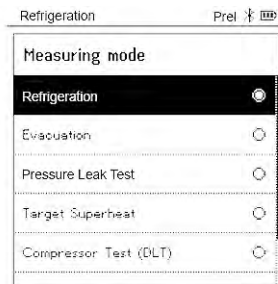 Refrigeration Prel
Measuring mode
Refrigeration
Evacuation
Pressure Leak Test
Target Superheat
Compressor Test (DLT)